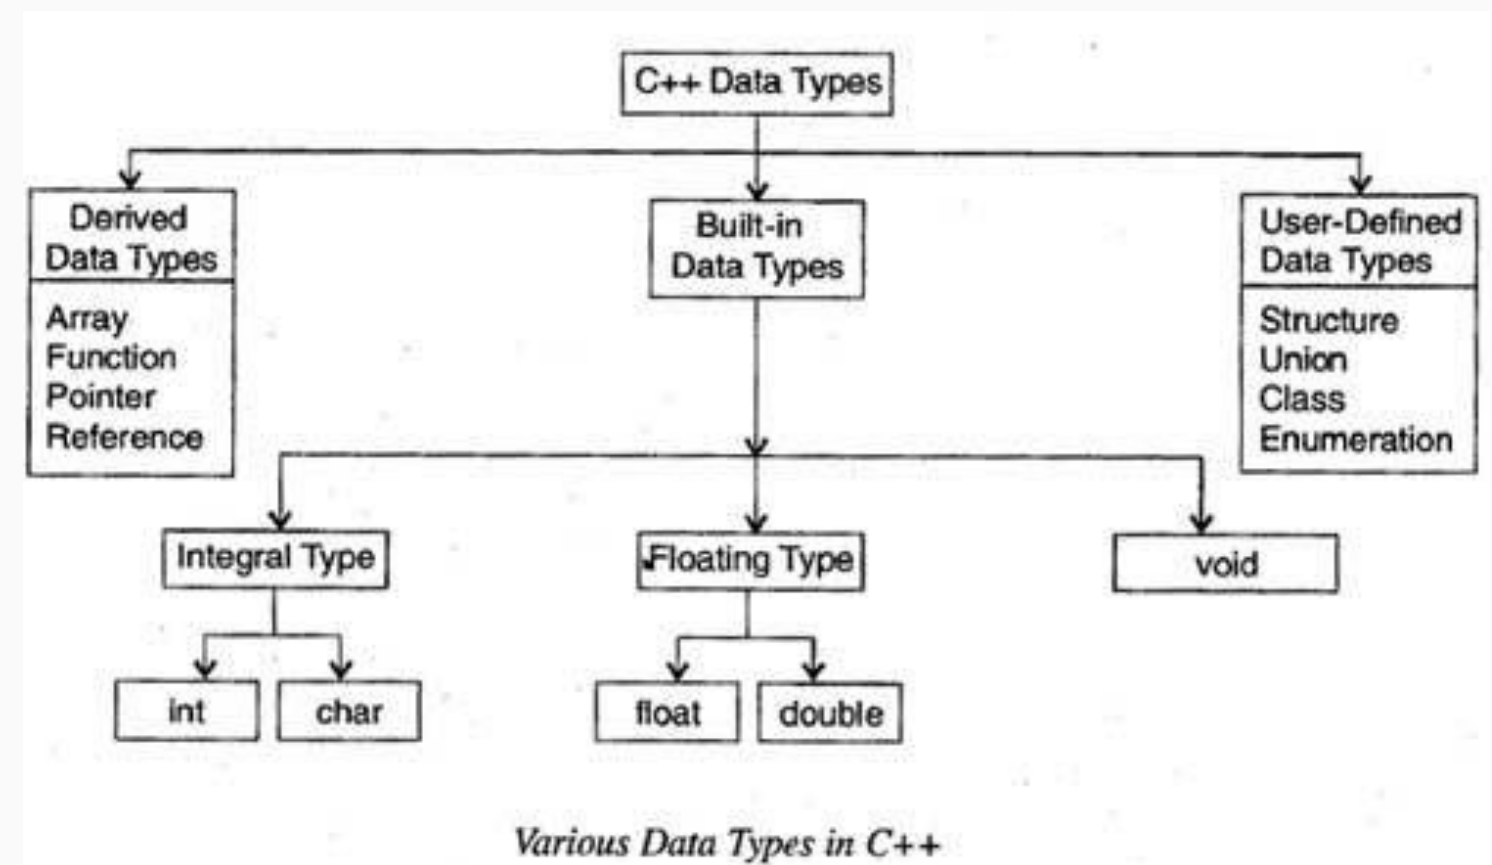 C++ Data Types
Derived
Data Types
Array
Function
Pointer
Reference
Built-in
Data Types
User-Defined
Data Types
Structure
Union
Class
Enumeration
Integral Type
Floating Type
void
int
char
float
double
Various Data Types in C++